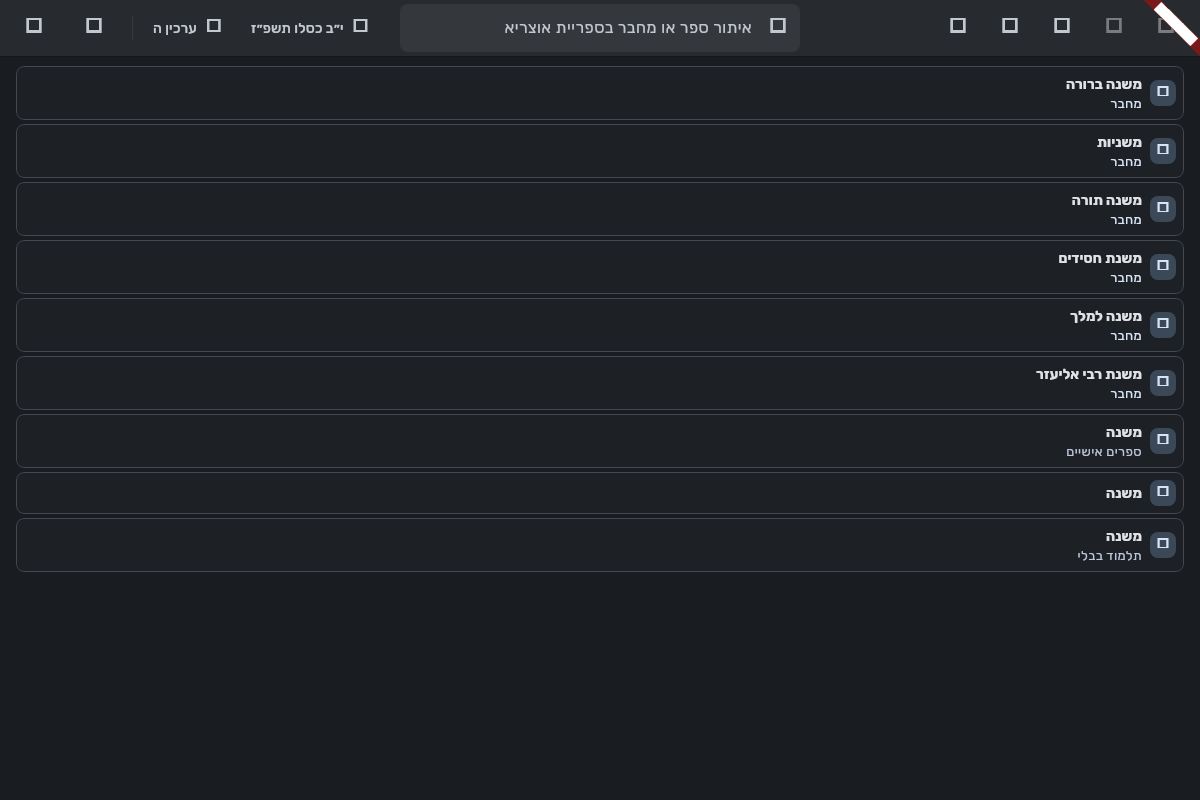 איתור ספר או מחבר בספריית אוצריא
י״ב כסלו תשפ״ז
ערכין ה
משנה ברורה
מחבר
משניות
מחבר
משנה תורה
מחבר
משנת חסידים
מחבר
משנה למלך
מחבר
משנת רבי אליעזר
מחבר
משנה
ספרים אישיים
משנה
משנה
תלמוד בבלי